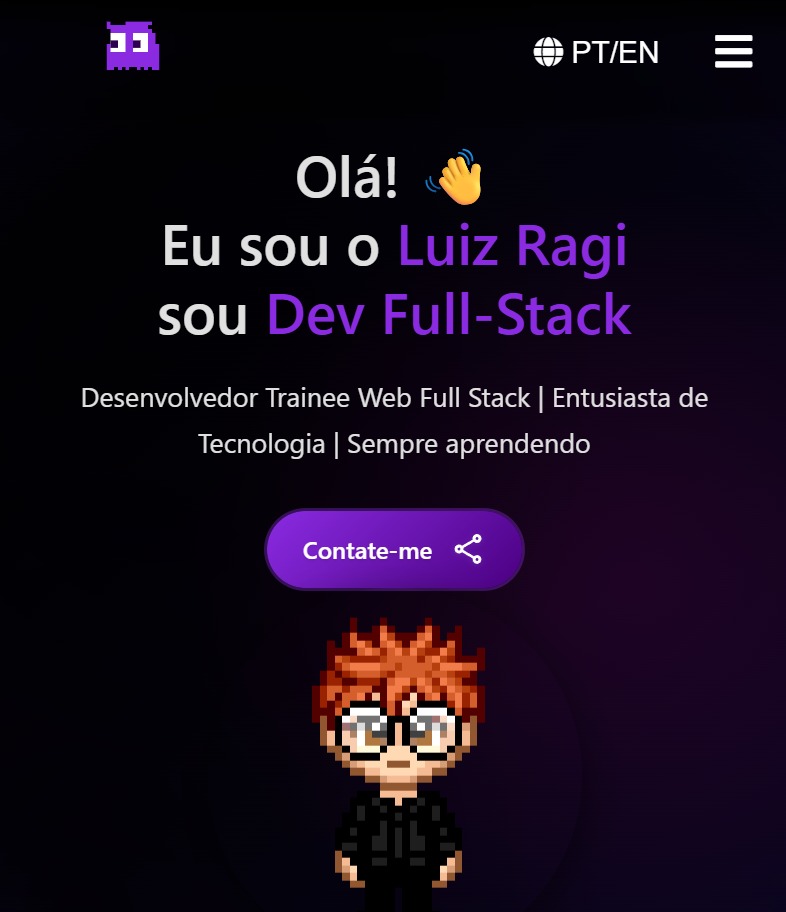 PT/EN
Olá! 👋
Eu sou o Luiz Ragi
sou Dev Full-Stack
Desenvolvedor Trainee Web Full Stack | Entusiasta de
Tecnologia | Sempre aprendendo
Contate-me